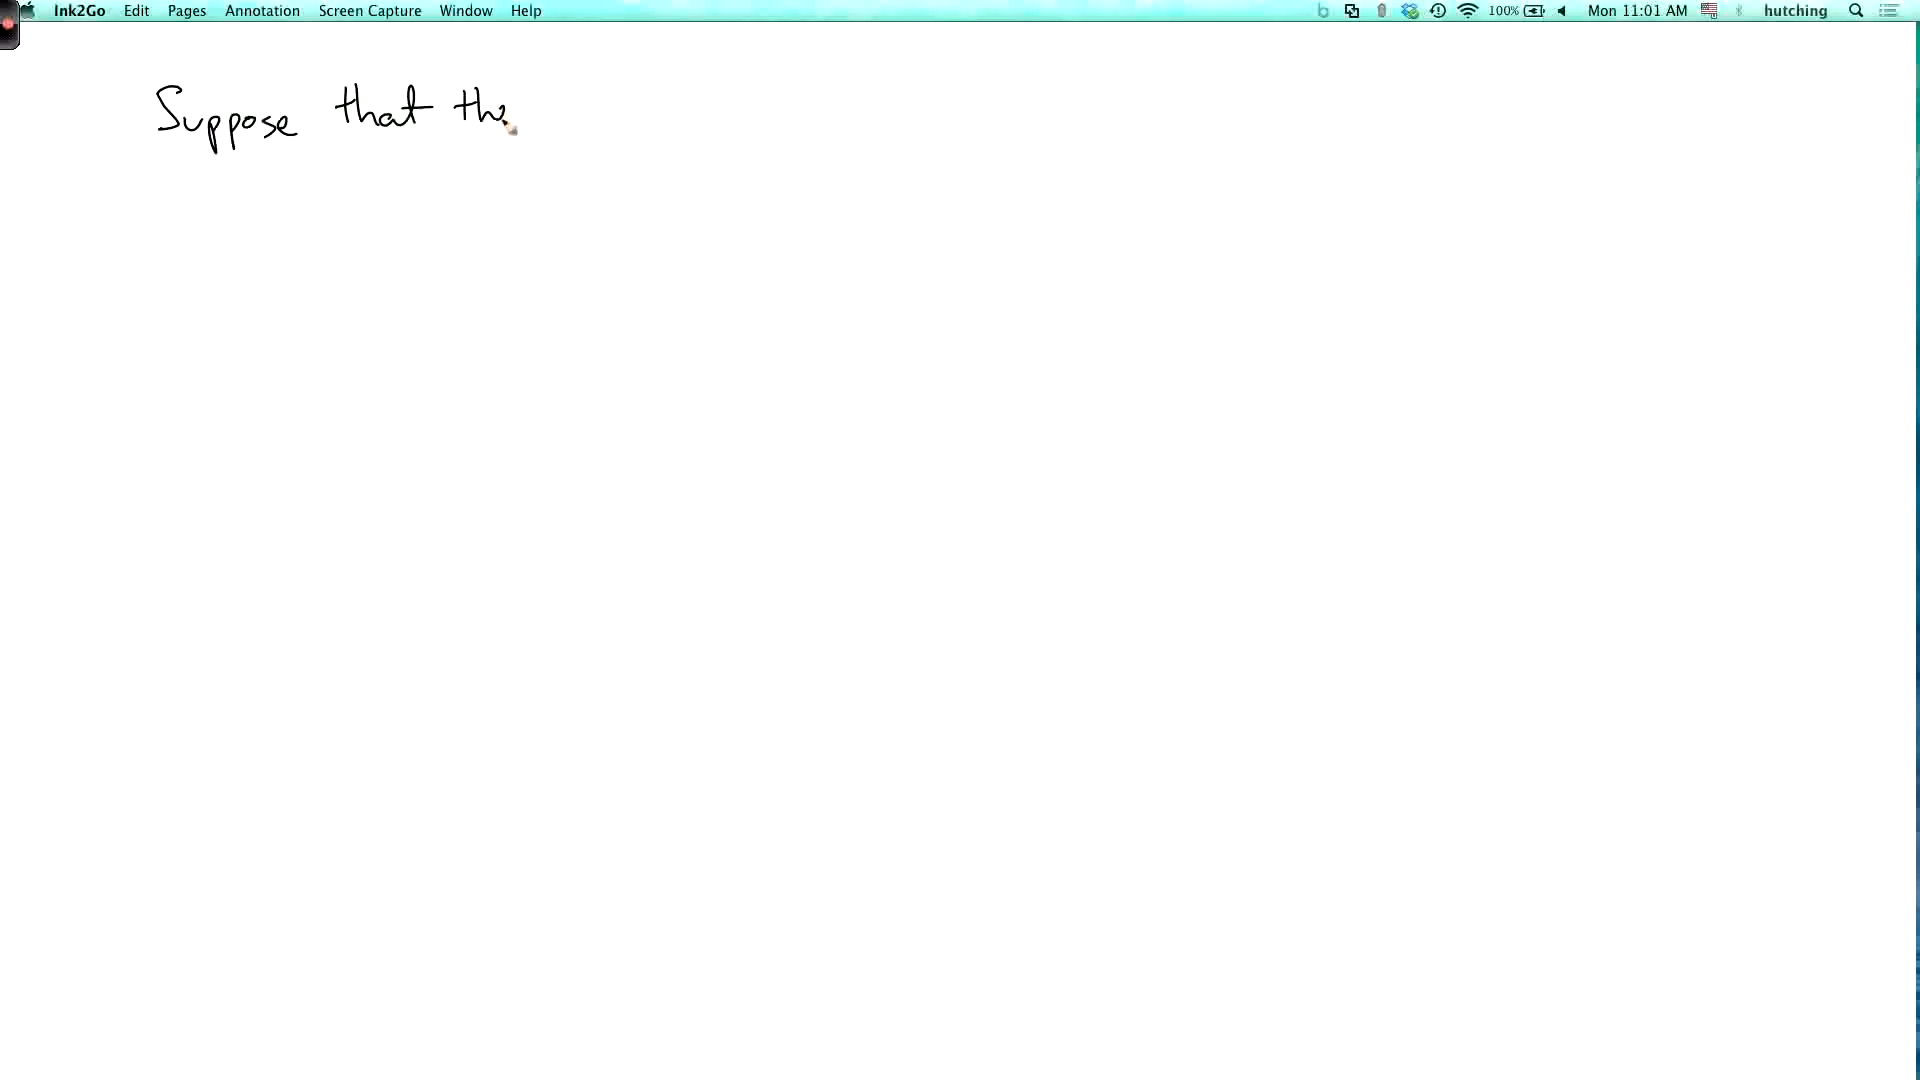 Ink2Go Edit Pages Annotation Screen Capture Window Help 100% Mon 11:01 AM hutching
Suppose that the